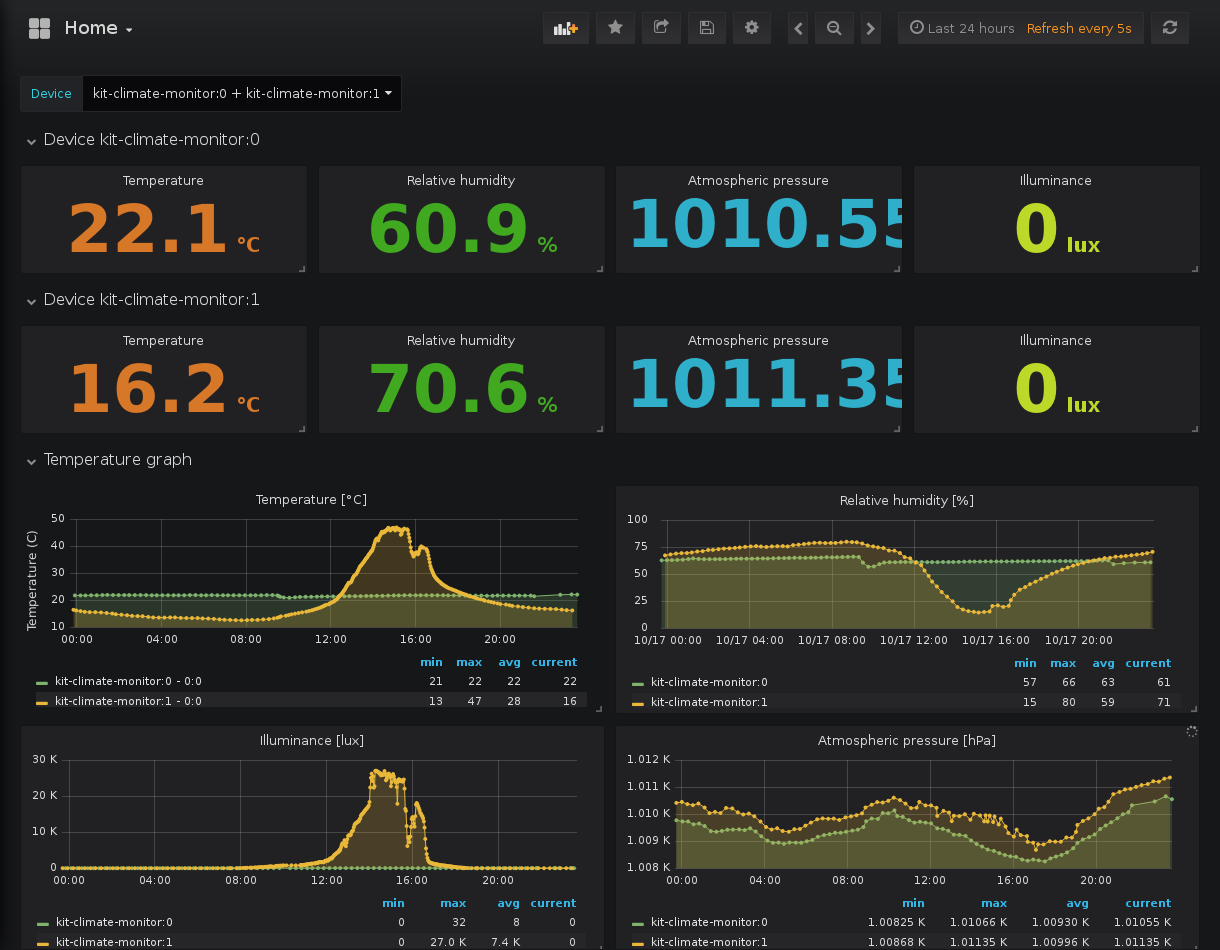 Home
Last 24 hours Refresh every 5s
Device kit-climate-monitor:0 + kit-climate-monitor:1
Device kit-climate-monitor:0
Temperature Relative humidity Atmospheric pressure Illuminance
22.1 °C 60.9 % 1010.55 0 lux
Device kit-climate-monitor:1
Temperature Relative humidity Atmospheric pressure Illuminance
16.2 °C 70.6 % 1011.35 0 lux
Temperature graph
Temperature [°C]
Temperature (C)
50
40
30
20
10
00:00 04:00 08:00 12:00 16:00 20:00
min max avg current
kit-climate-monitor:0 - 0:0 21 22 22 22
kit-climate-monitor:1 - 0:0 13 47 28 16
Relative humidity [%]
100
75
50
25
0
10/17 00:00 10/17 04:00 10/17 08:00 10/17 12:00 10/17 16:00 10/17 20:00
min max avg current
kit-climate-monitor:0 57 66 63 61
kit-climate-monitor:1 15 80 59 71
Illuminance [lux]
30 K
20 K
10 K
0
00:00 04:00 08:00 12:00 16:00 20:00
min max avg current
kit-climate-monitor:0 0 32 8 0
kit-climate-monitor:1 0 27.0 K 7.4 K 0
Atmospheric pressure [hPa]
1.012 K
1.011 K
1.010 K
1.009 K
1.008 K
00:00 04:00 08:00 12:00 16:00 20:00
min max avg current
kit-climate-monitor:0 1.00825 K 1.01066 K 1.00930 K 1.01055 K
kit-climate-monitor:1 1.00868 K 1.01135 K 1.00996 K 1.01135 K